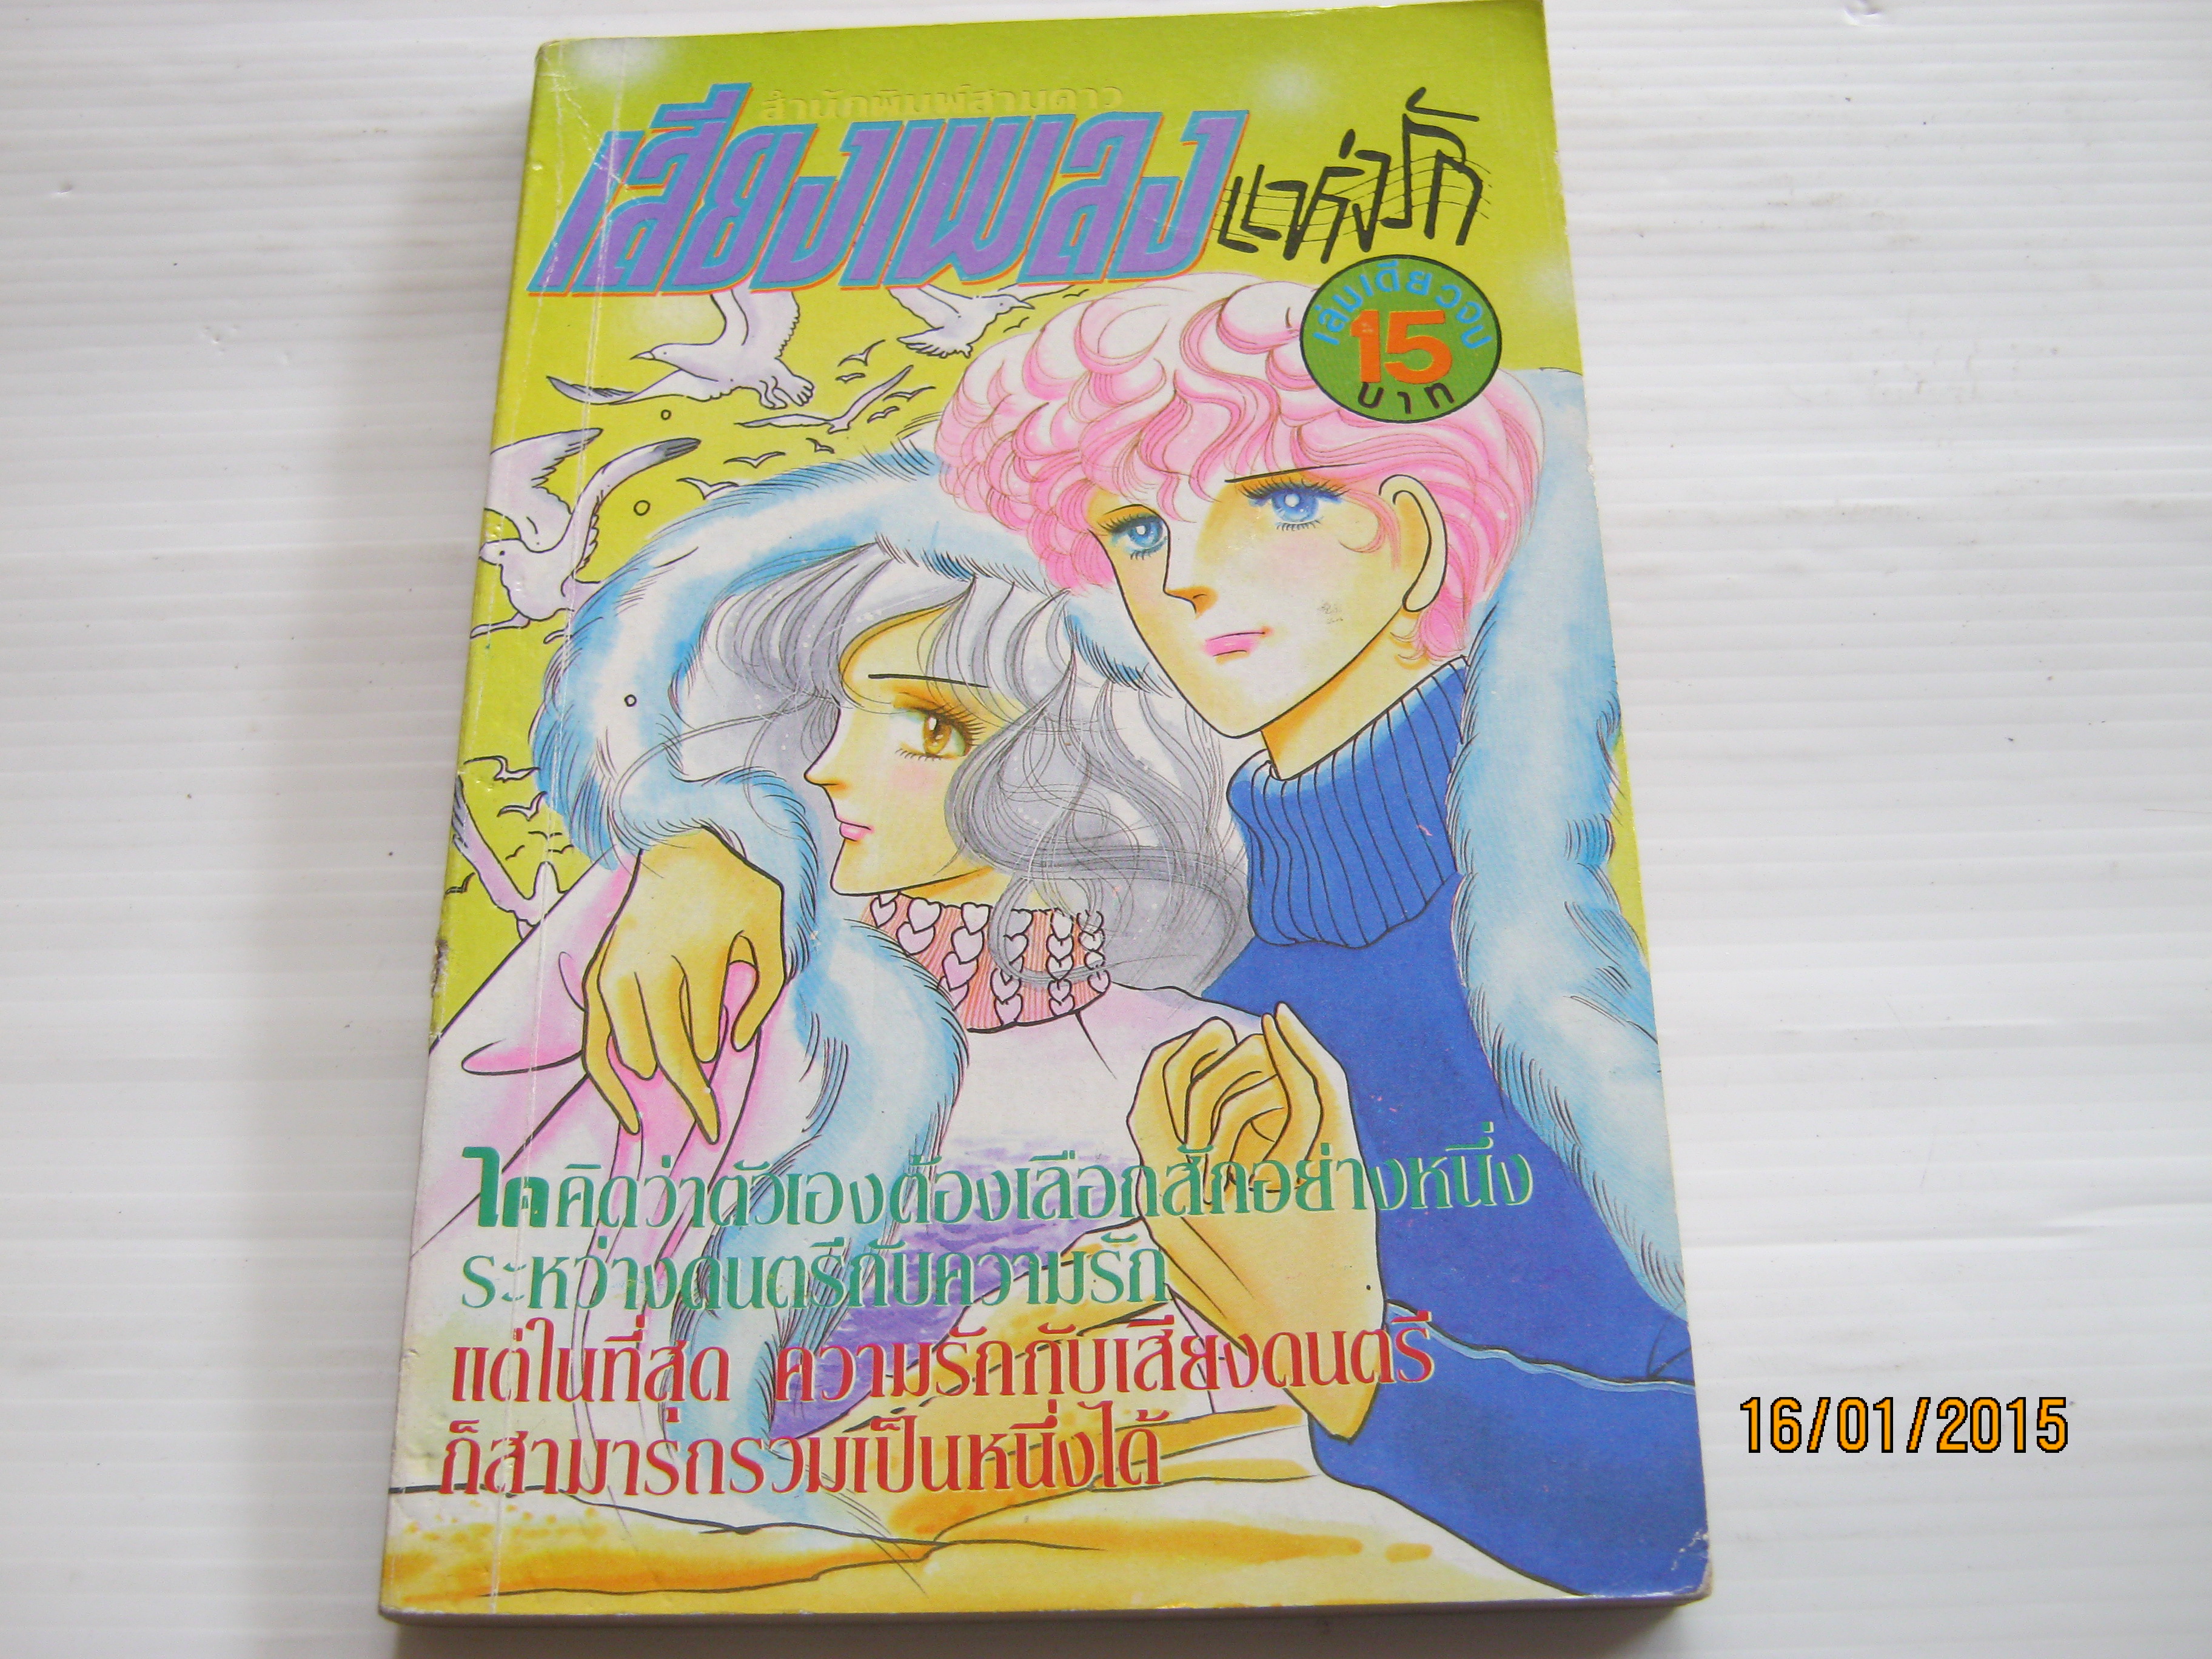 สำนักพิมพ์สามดาว
เสียงเพลง
แห่งรัก
เล่มเดียวจบ
15
บาท
ไคคิดว่าตัวเองต้องเลือกสักอย่างหนึ่ง
ระหว่างดนตรีกับความรัก
แต่ในที่สุด ความรักกับเสียงดนตรี
ก็สามารถรวมเป็นหนึ่งได้
16/01/2015